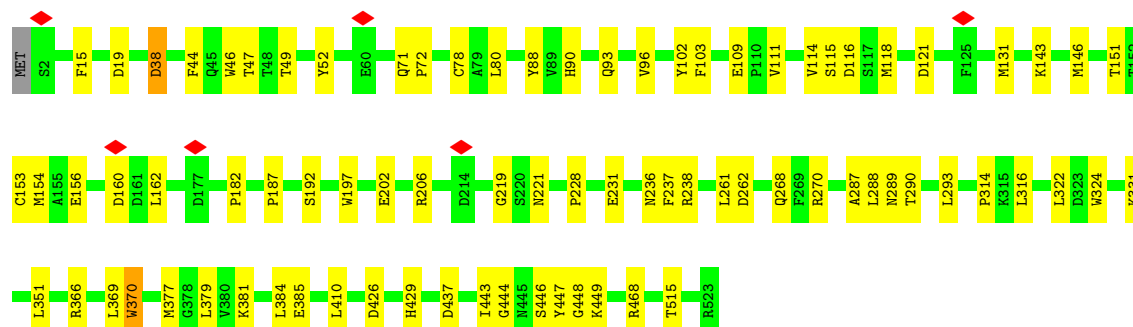 MET S2 F15 D19 D38 F44 Q45 W46 T47 T48 T49 Y52 E60 Q71 P72 C78 A79 L80 Y88 V89 H90 Q93 V96 Y102 F103 E109 P110 V111 V114 S115 D116 S117 M118 D121 F125 M131 K143 M146 T151
C153 M154 A155 E156 D160 D161 L162 D177 P182 P187 S192 W197 E202 R206 D214 G219 S220 N221 P228 E231 N236 F237 R238 L261 D262 Q268 F269 R270 A287 L288 N289 T290 L293 P314 K315 L316 L322 D323 W324
L351 R366 L369 W370 M377 G378 L379 V380 K381 L384 E385 L410 D426 H429 D437 I443 G444 N445 S446 Y447 G448 K449 R468 T515 R523